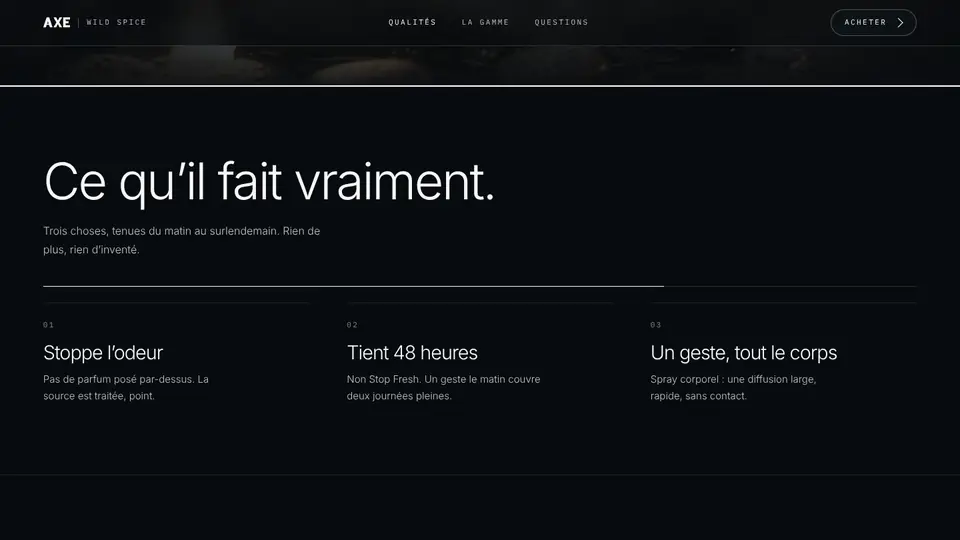 AXE | WILD SPICE
QUALITÉS
LA GAMME
QUESTIONS
ACHETER
Ce qu’il fait vraiment.
Trois choses, tenues du matin au surlendemain. Rien de
plus, rien d’inventé.
01
Stoppe l’odeur
Pas de parfum posé par-dessus. La
source est traitée, point.
02
Tient 48 heures
Non Stop Fresh. Un geste le matin couvre
deux journées pleines.
03
Un geste, tout le corps
Spray corporel : une diffusion large,
rapide, sans contact.